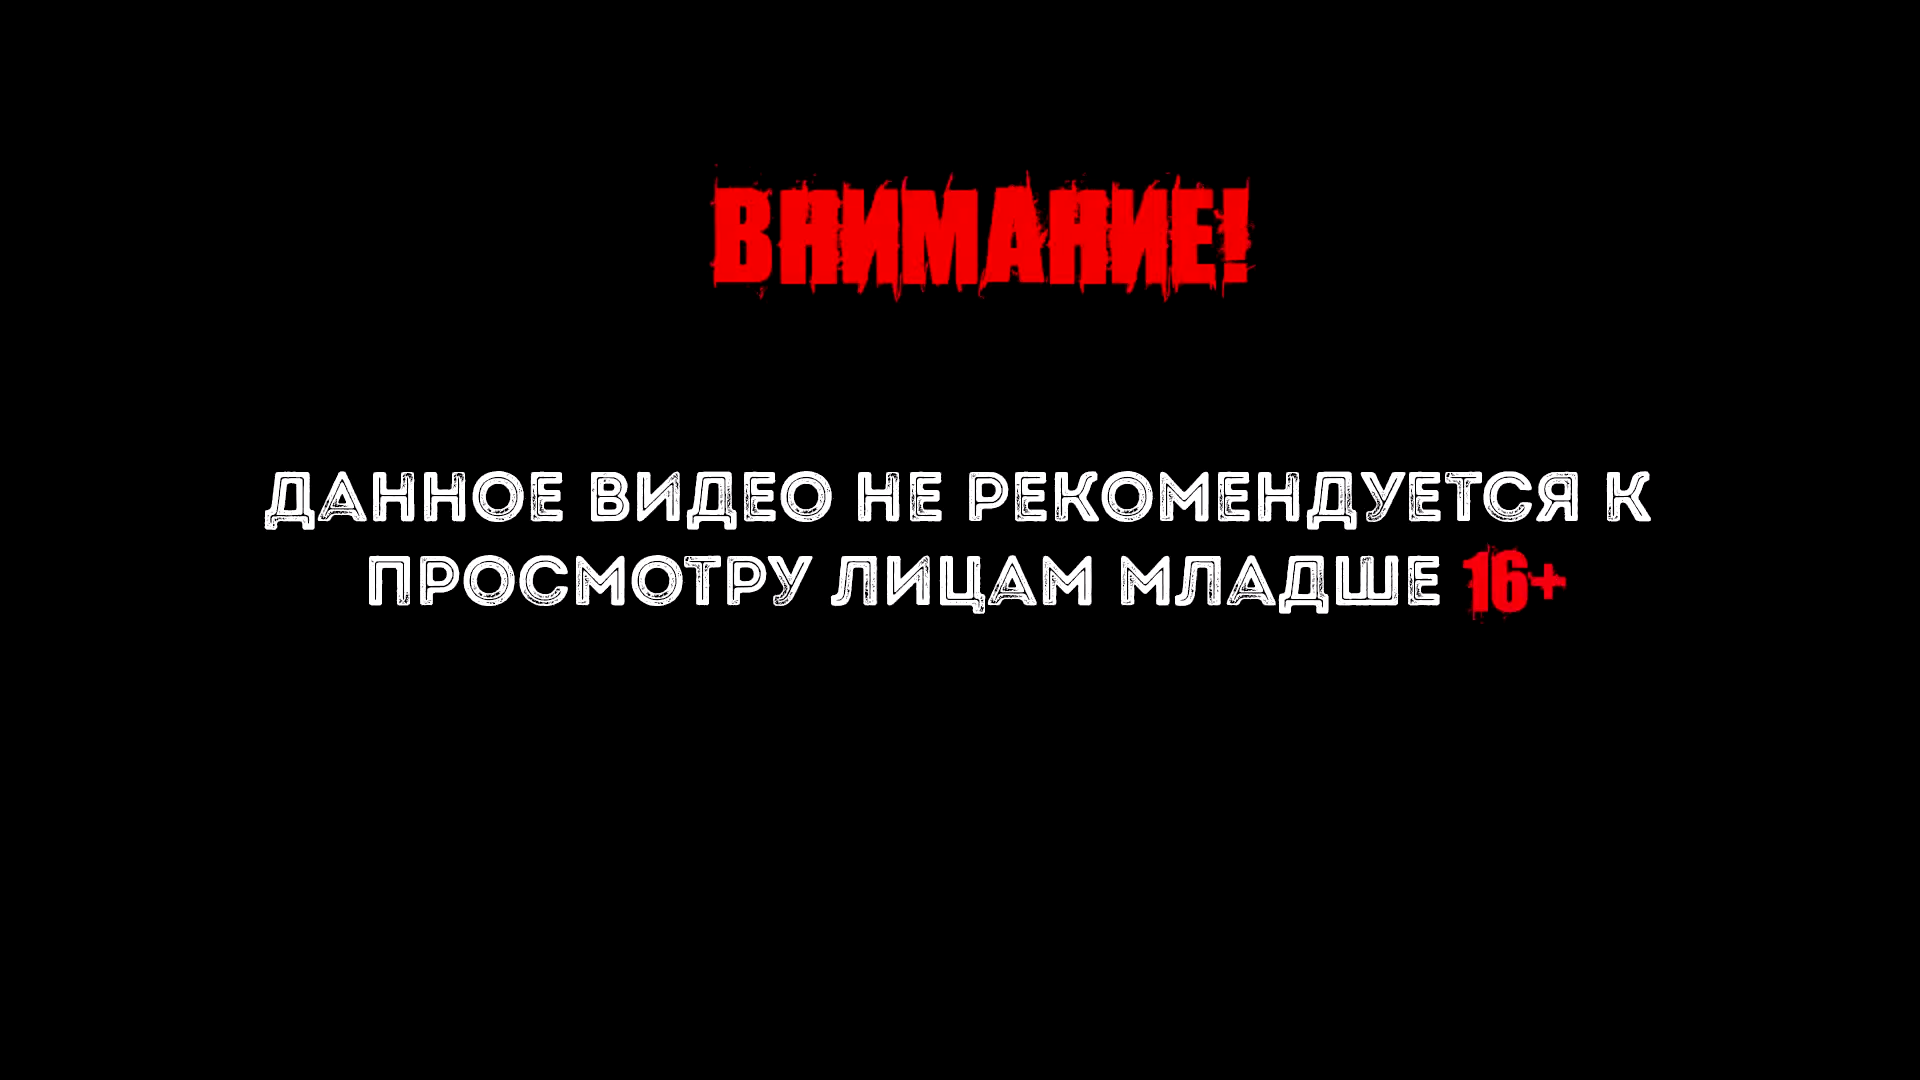 ВНИМАНИЕ!
ДАННОЕ ВИДЕО НЕ РЕКОМЕНДУЕТСЯ К
ПРОСМОТРУ ЛИЦАМ МЛАДШЕ 16+